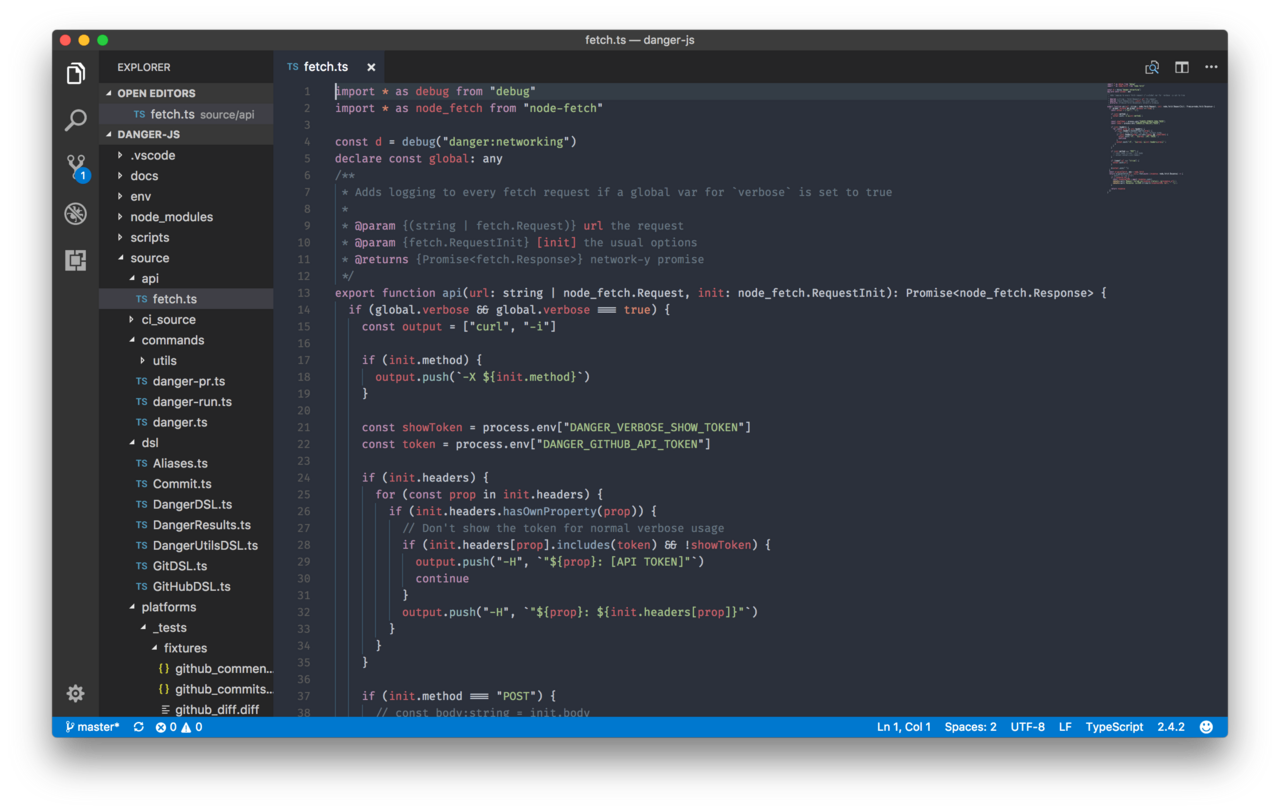 fetch.ts — danger-js
EXPLORER
OPEN EDITORS
TS fetch.ts source/api
DANGER-JS
.vscode
docs
env
node_modules
scripts
source
api
TS fetch.ts
ci_source
commands
utils
TS danger-pr.ts
TS danger-run.ts
TS danger.ts
dsl
TS Aliases.ts
TS Commit.ts
TS DangerDSL.ts
TS DangerResults.ts
TS DangerUtilsDSL.ts
TS GitDSL.ts
TS GitHubDSL.ts
platforms
_tests
fixtures
{} github_commen...
{} github_commits...
github_diff.diff
1
TS fetch.ts ×
1 import * as debug from "debug"
2 import * as node_fetch from "node-fetch"
3
4 const d = debug("danger:networking")
5 declare const global: any
6 /**
7  * Adds logging to every fetch request if a global var for `verbose` is set to true
8  *
9  * @param {(string | fetch.Request)} url the request
10  * @param {fetch.RequestInit} [init] the usual options
11  * @returns {Promise<fetch.Response>} network-y promise
12  */
13 export function api(url: string | node_fetch.Request, init: node_fetch.RequestInit): Promise<node_fetch.Response> {
14   if (global.verbose && global.verbose === true) {
15     const output = ["curl", "-i"]
16
17     if (init.method) {
18       output.push(`-X ${init.method}`)
19     }
20
21     const showToken = process.env["DANGER_VERBOSE_SHOW_TOKEN"]
22     const token = process.env["DANGER_GITHUB_API_TOKEN"]
23
24     if (init.headers) {
25       for (const prop in init.headers) {
26         if (init.headers.hasOwnProperty(prop)) {
27           // Don't show the token for normal verbose usage
28           if (init.headers[prop].includes(token) && !showToken) {
29             output.push("-H", `"${prop}: [API TOKEN]"`)
30             continue
31           }
32           output.push("-H", `"${prop}: ${init.headers[prop]}"`)
33         }
34       }
35     }
36
37     if (init.method === "POST") {
38       // const body:string = init.body
master* 0 0
Ln 1, Col 1 Spaces: 2 UTF-8 LF TypeScript 2.4.2